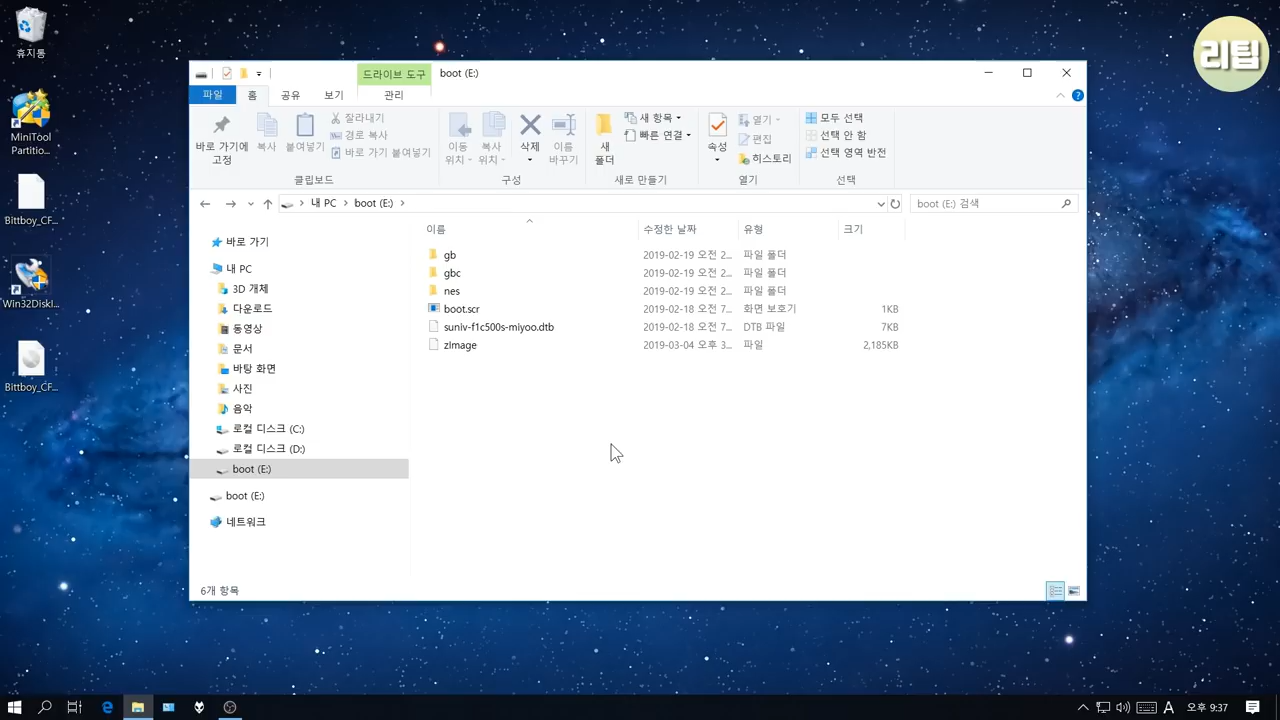 휴지통
MiniTool
Partitio...
Bittboy_CF...
Win32DiskI...
Bittboy_CF...
리팁
드라이브 도구
boot (E:)
파일
홈
공유
보기
관리
바로 가기에
고정
복사
붙여넣기
잘라내기
경로 복사
바로 가기 붙여넣기
클립보드
이동
위치
복사
위치
삭제
이름
바꾸기
구성
새
폴더
새 항목
빠른 연결
새로 만들기
속성
열기
편집
히스토리
열기
모두 선택
선택 안 함
선택 영역 반전
선택
내 PC
boot (E:)
boot (E:) 검색
이름
수정한 날짜
유형
크기
gb 2019-02-19 오전 2... 파일 폴더
gbc 2019-02-19 오전 2... 파일 폴더
nes 2019-02-19 오전 2... 파일 폴더
boot.scr 2019-02-18 오전 7... 화면 보호기 1KB
suniv-f1c500s-miyoo.dtb 2019-02-18 오전 7... DTB 파일 7KB
zImage 2019-03-04 오후 3... 파일 2,185KB
바로 가기
내 PC
3D 개체
다운로드
동영상
문서
바탕 화면
사진
음악
로컬 디스크 (C:)
로컬 디스크 (D:)
boot (E:)
boot (E:)
네트워크
6개 항목
A
오후 9:37